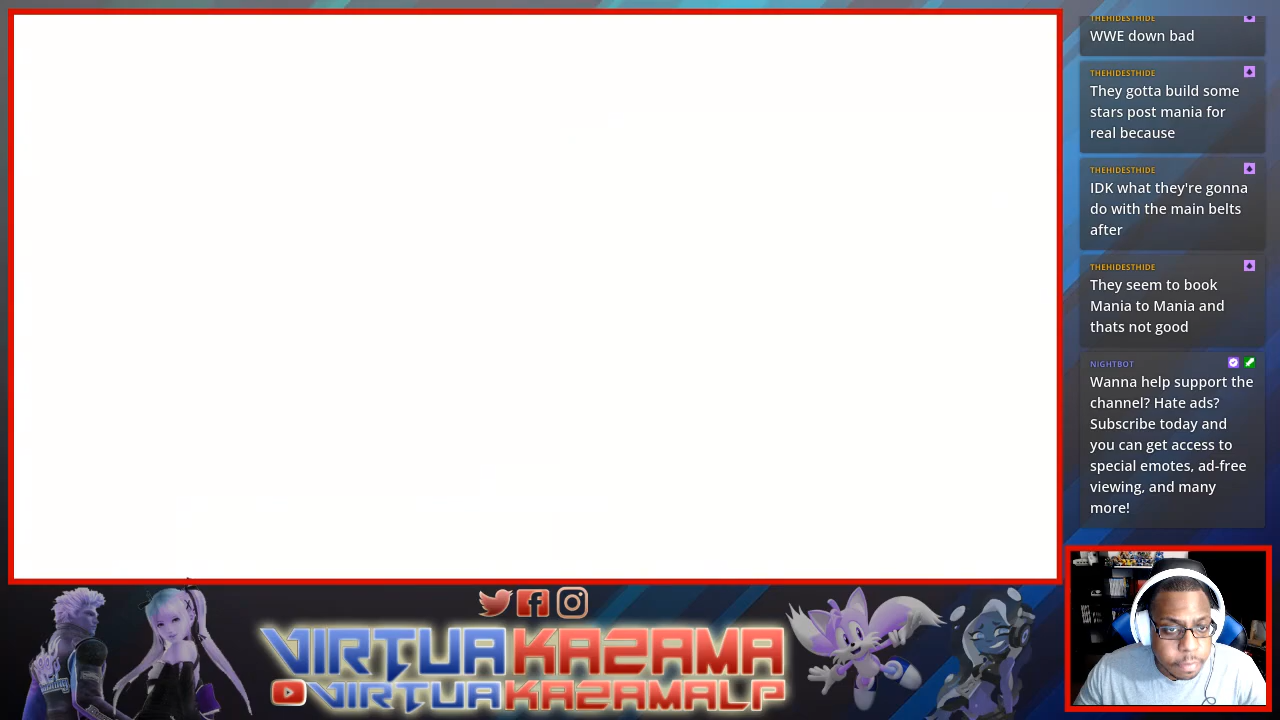 THEHIDESTHIDE
WWE down bad
THEHIDESTHIDE
They gotta build some
stars post mania for
real because
THEHIDESTHIDE
IDK what they're gonna
do with the main belts
after
THEHIDESTHIDE
They seem to book
Mania to Mania and
thats not good
NIGHTBOT
Wanna help support the
channel? Hate ads?
Subscribe today and
you can get access to
special emotes, ad-free
viewing, and many
more!
VIRTUAKAZAMA
VIRTUAKAZAMALP